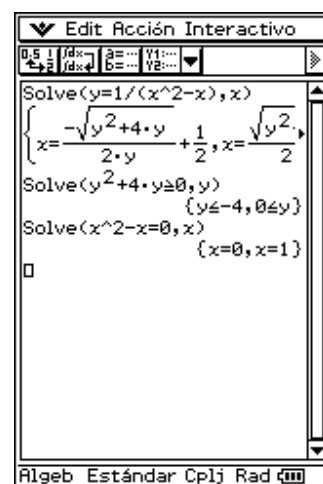 Edit Acción Interactivo
Solve(y=1/(x^2-x),x)
{x=-√(y²+4·y)/(2·y)+1/2,x=√(y²·/2
Solve(y²+4·y≥0,y)
{y≤-4,0≤y}
Solve(x^2-x=0,x)
{x=0,x=1}
Algeb Estándar Cplj Rad